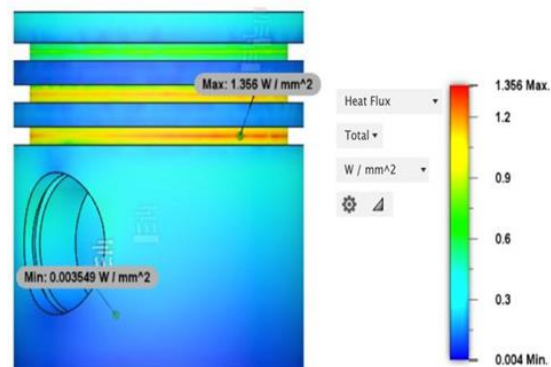 Max: 1.356 W / mm^2
Min: 0.003549 W / mm^2
Heat Flux
Total
W / mm^2
1.356 Max.
1.2
0.9
0.6
0.3
0.004 Min.